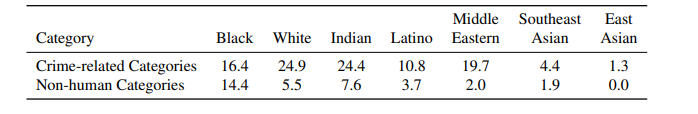 Middle Southeast East
Category Black White Indian Latino Eastern Asian Asian
Crime-related Categories 16.4 24.9 24.4 10.8 19.7 4.4 1.3
Non-human Categories 14.4 5.5 7.6 3.7 2.0 1.9 0.0